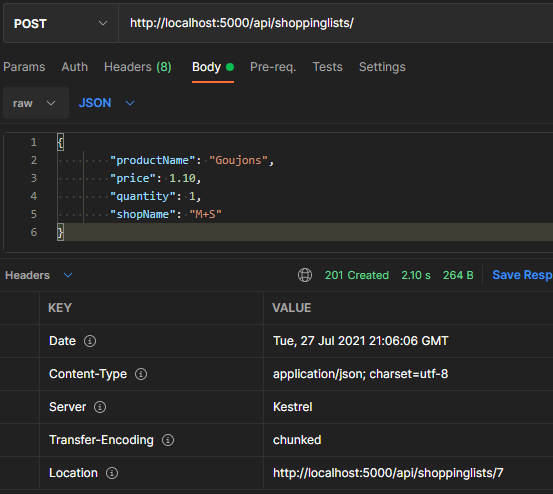 POST http://localhost:5000/api/shoppinglists/
Params Auth Headers (8) Body Pre-req. Tests Settings
raw JSON
1 {
2 "productName": "Goujons",
3 "price": 1.10,
4 "quantity": 1,
5 "shopName": "M+S"
6 }
Headers 201 Created 2.10 s 264 B Save Resp
KEY VALUE
Date Tue, 27 Jul 2021 21:06:06 GMT
Content-Type application/json; charset=utf-8
Server Kestrel
Transfer-Encoding chunked
Location http://localhost:5000/api/shoppinglists/7